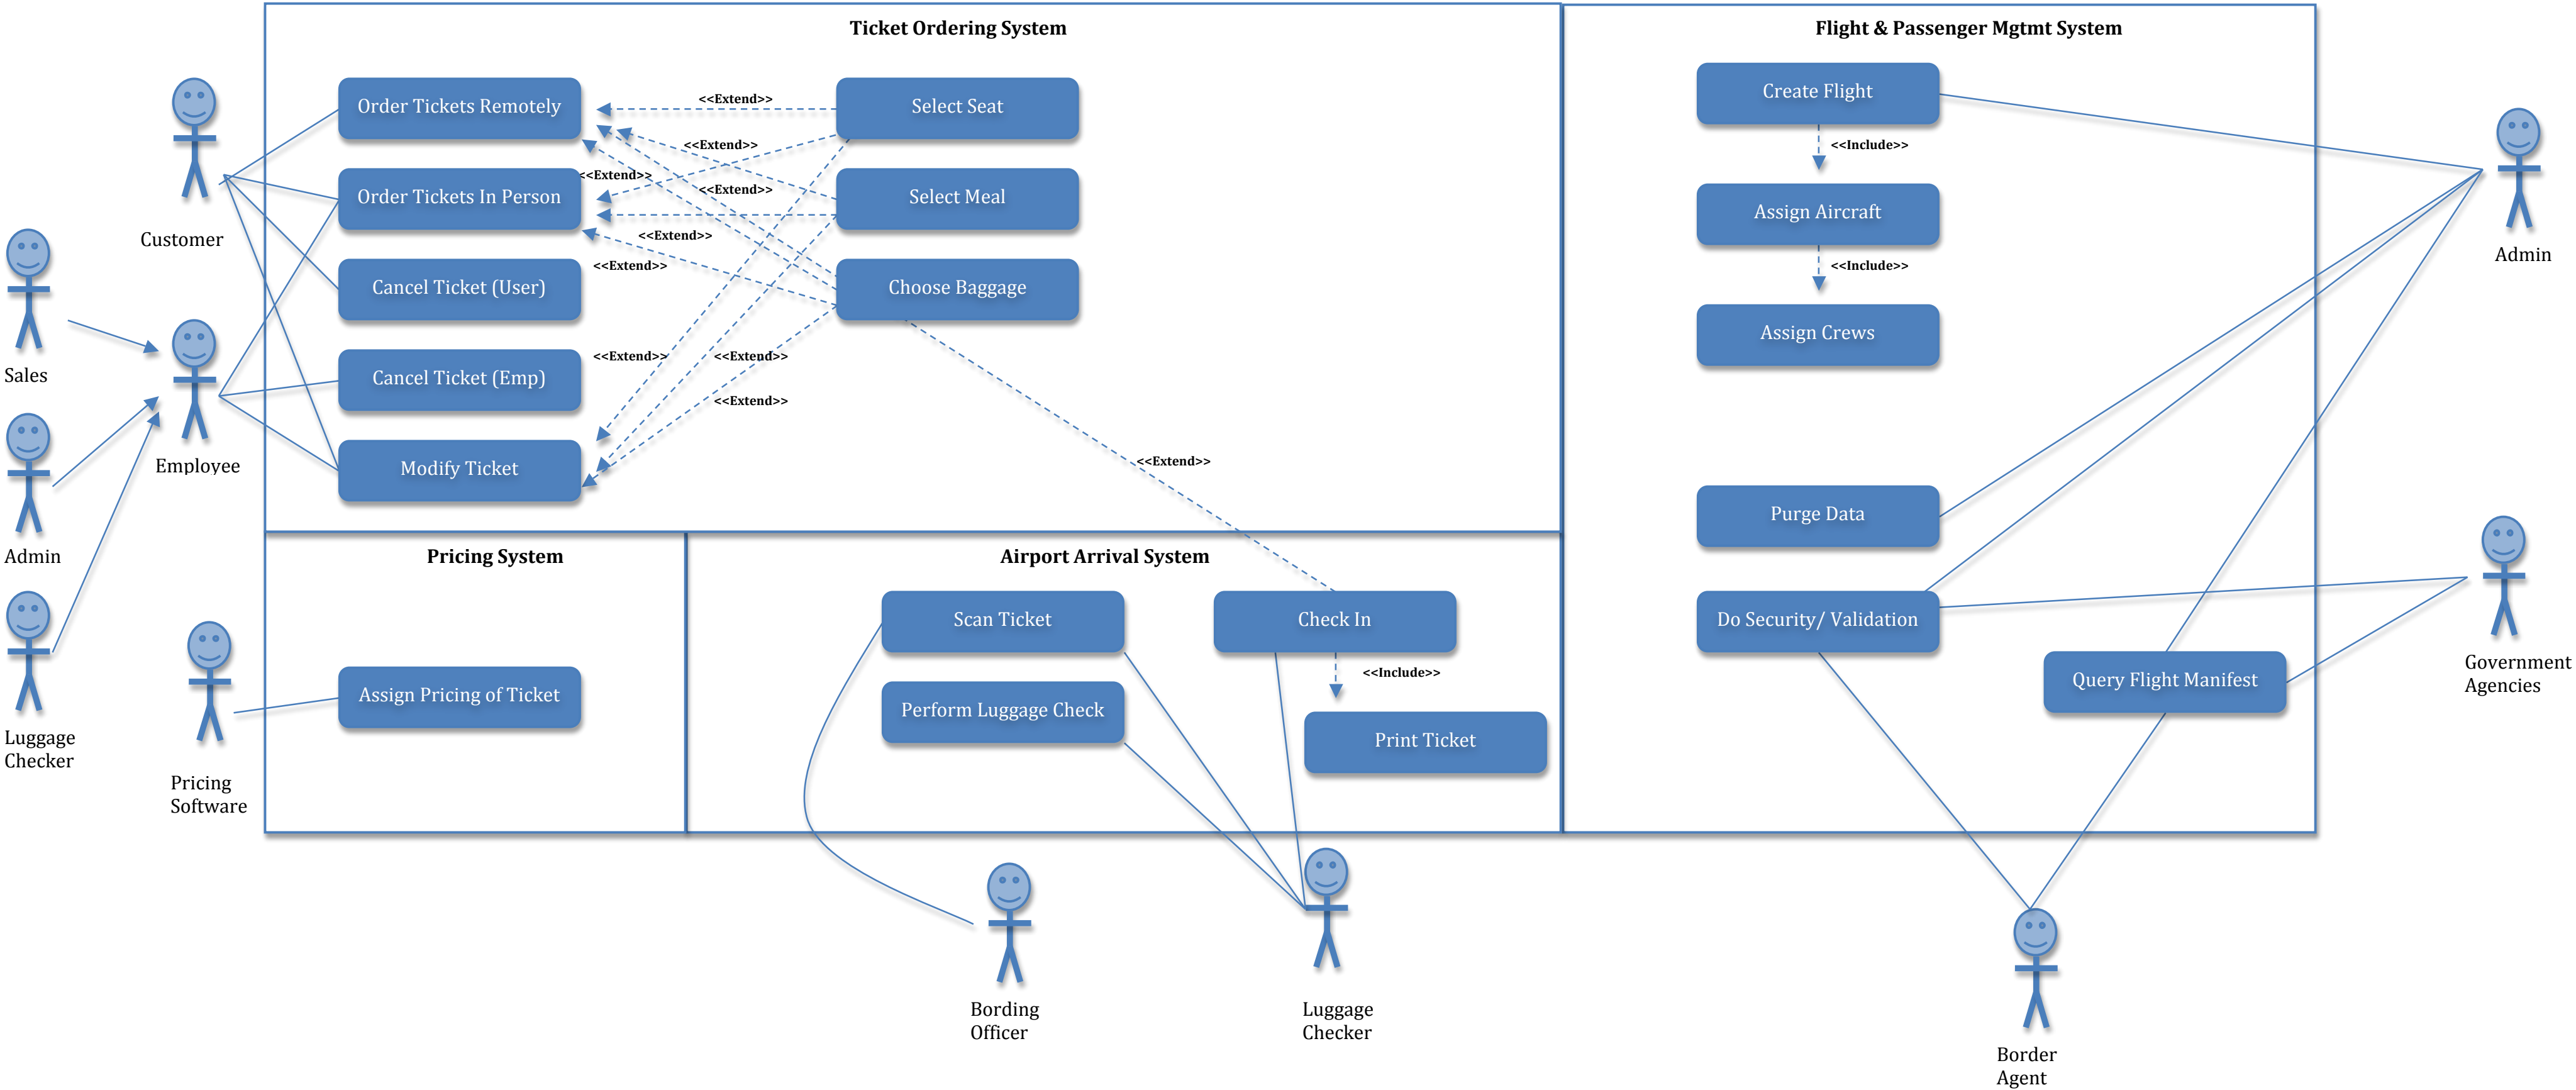 Ticket Ordering System
Flight & Passenger Mgtmt System
Order Tickets Remotely
<<Extend>>
Select Seat
Create Flight
<<Extend>>
<<Include>>
Customer
Order Tickets In Person
<<Extend>>
<<Extend>>
Select Meal
Assign Aircraft
Admin
<<Extend>>
<<Extend>>
<<Include>>
Cancel Ticket (User)
Choose Baggage
Sales
Assign Crews
<<Extend>>
<<Extend>>
Cancel Ticket (Emp)
<<Extend>>
Employee
Modify Ticket
<<Extend>>
Admin
Purge Data
Pricing System
Airport Arrival System
Scan Ticket
Check In
Do Security/ Validation
Government
Agencies
<<Include>>
Query Flight Manifest
Luggage
Checker
Assign Pricing of Ticket
Perform Luggage Check
Print Ticket
Pricing
Software
Bording
Officer
Luggage
Checker
Border
Agent